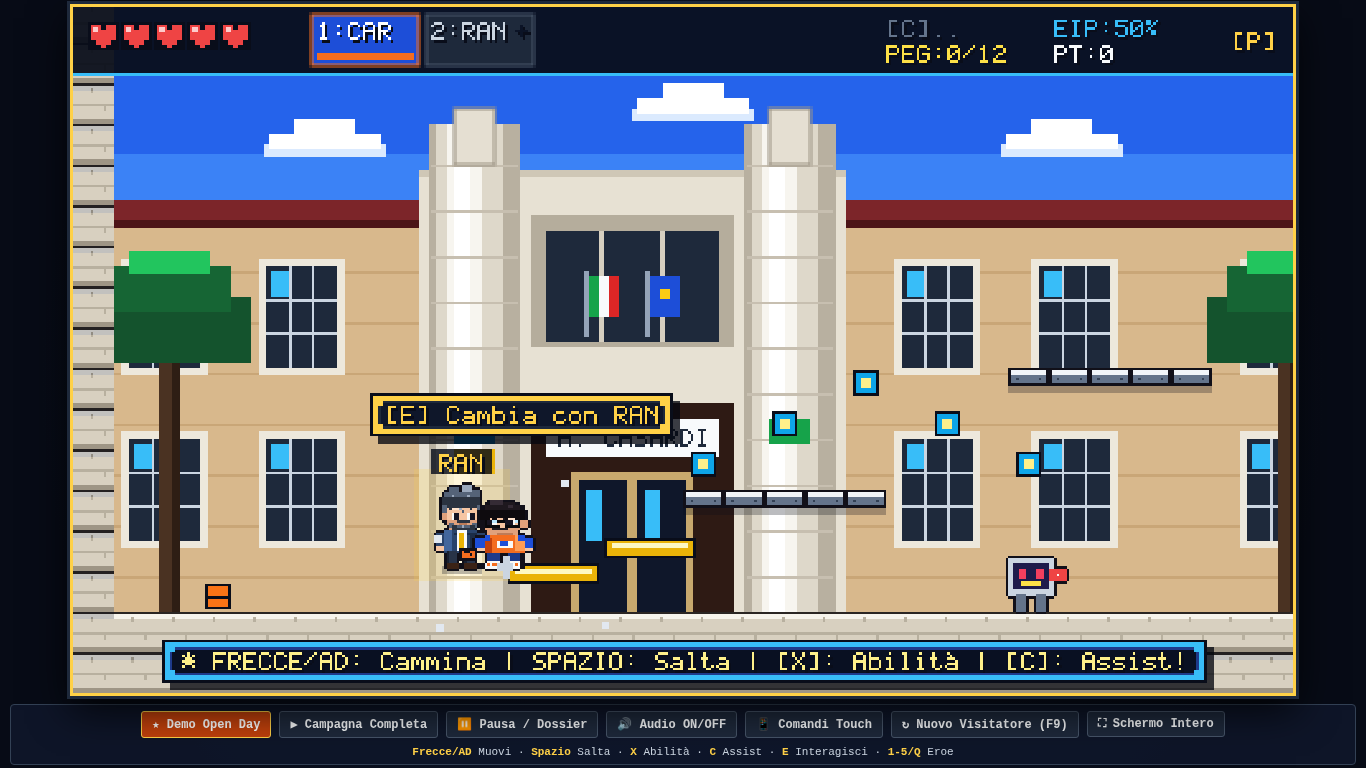 1:CAR
2:RAN
[C]..
PEG:0/12
EIP:50%
PT:0
[P]
[E] Cambia con RAN
RAN
* FRECCE/AD: Cammina | SPAZIO: Salta | [X]: Abilità | [C]: Assist!
★ Demo Open Day
▶ Campagna Completa
Pausa / Dossier
Audio ON/OFF
Comandi Touch
↻ Nuovo Visitatore (F9)
Schermo Intero
Frecce/AD Muovi · Spazio Salta · X Abilità · C Assist · E Interagisci · 1-5/Q Eroe